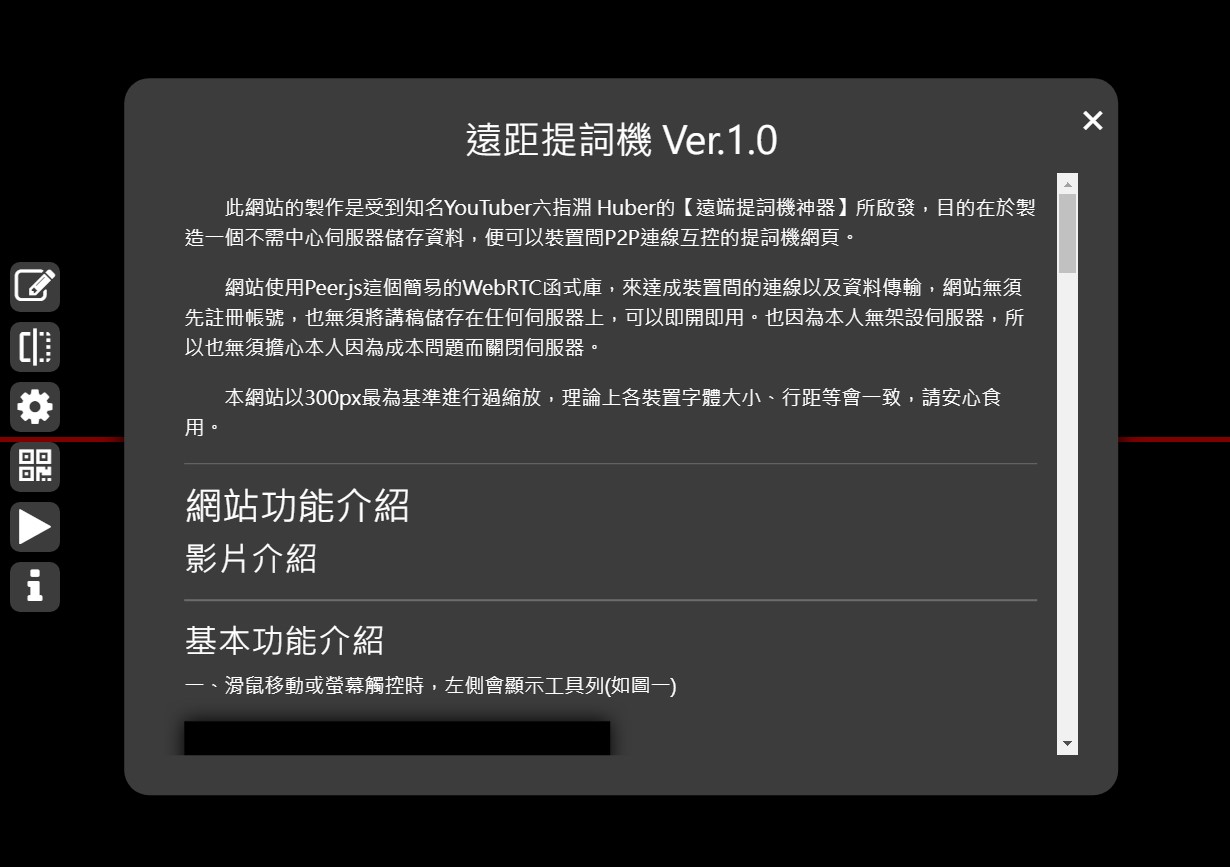 遠距提詞機 Ver.1.0
此網站的製作是受到知名YouTuber六指淵 Huber的【遠端提詞機神器】所啟發，目的在於製
造一個不需中心伺服器儲存資料，便可以裝置間P2P連線互控的提詞機網頁。
網站使用Peer.js這個簡易的WebRTC函式庫，來達成裝置間的連線以及資料傳輸，網站無須
先註冊帳號，也無須將講稿儲存在任何伺服器上，可以即開即用。也因為本人無架設伺服器，所
以也無須擔心本人因為成本問題而關閉伺服器。
本網站以300px最為基準進行過縮放，理論上各裝置字體大小、行距等會一致，請安心食
用。
網站功能介紹
影片介紹
基本功能介紹
一、滑鼠移動或螢幕觸控時，左側會顯示工具列(如圖一)